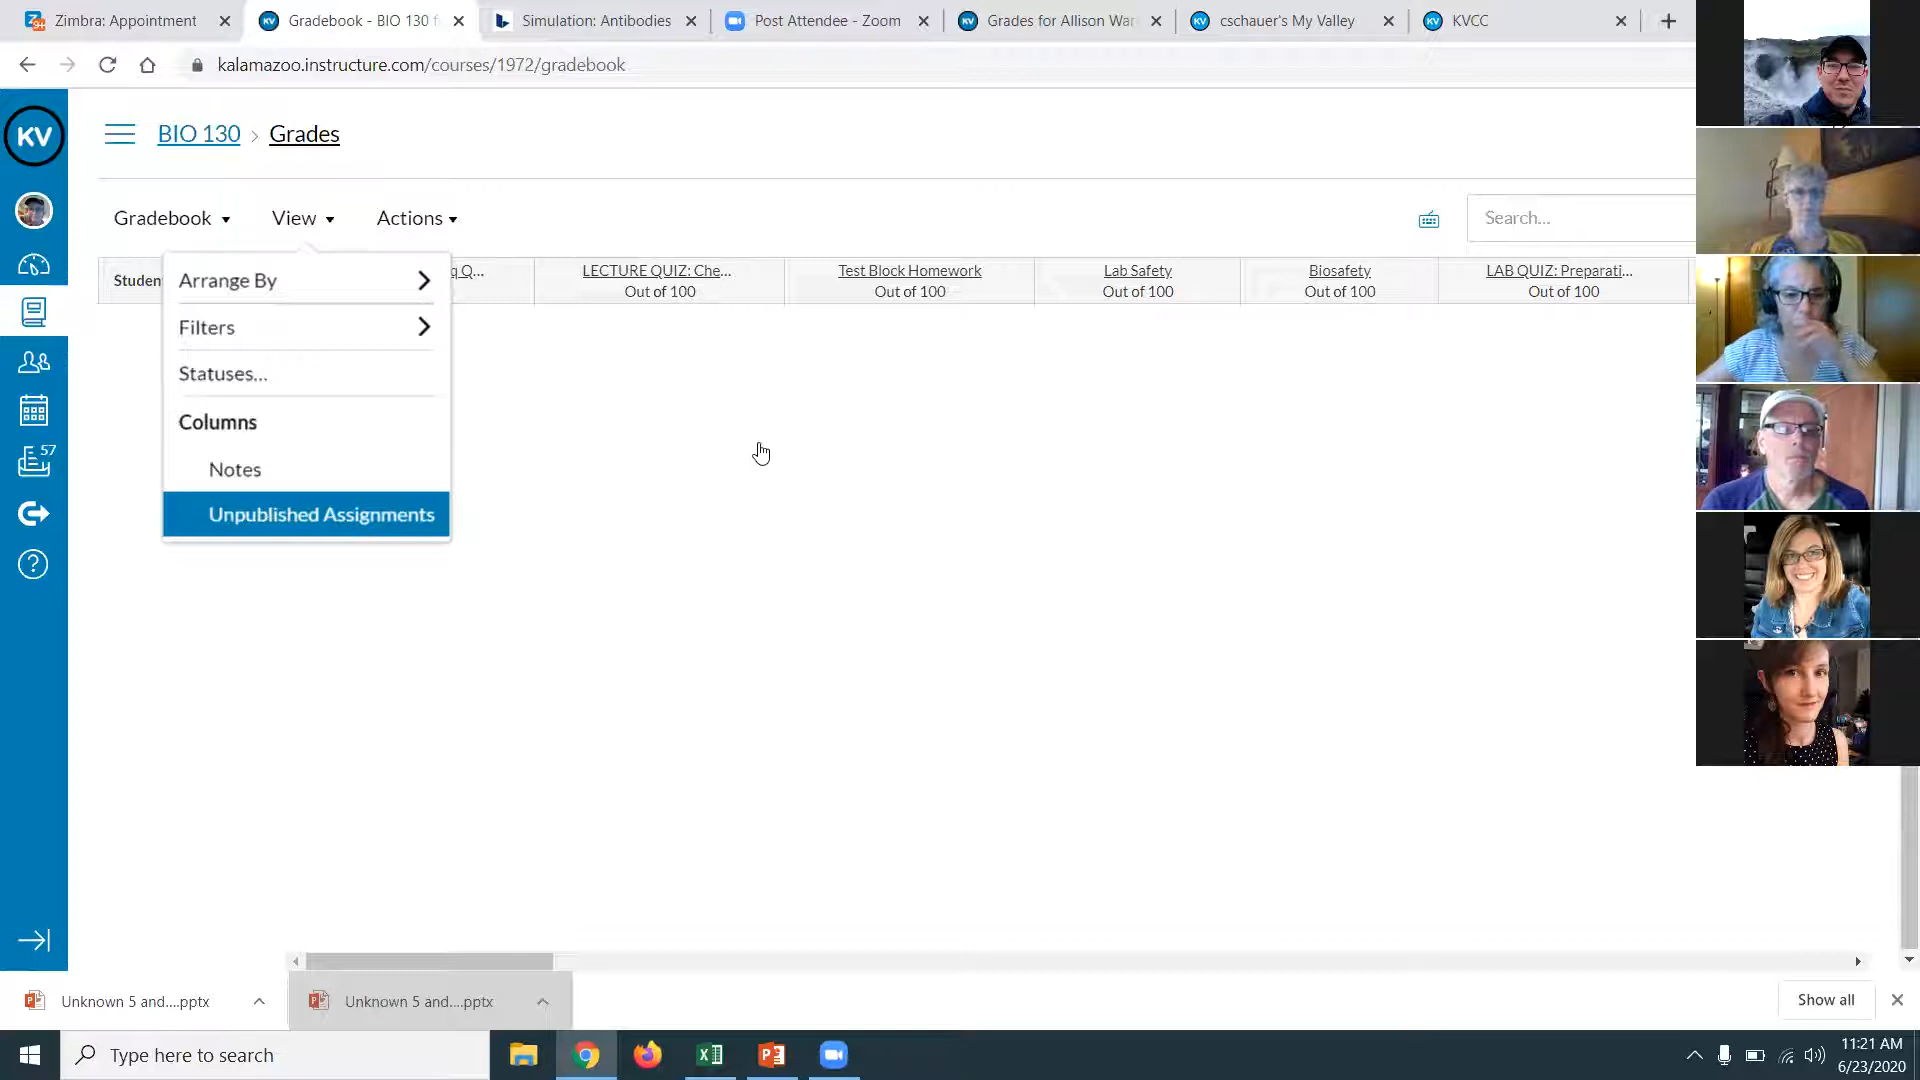 Zimbra: Appointment
Gradebook - BIO 130 f
Simulation: Antibodies
Post Attendee - Zoom
Grades for Allison War
cschauer's My Valley
KVCC
kalamazoo.instructure.com/courses/1972/gradebook
KV
BIO 130 > Grades
Gradebook
View
Actions
Search...
Studen
Arrange By
Filters
Statuses...
Columns
Notes
Unpublished Assignments
q Q...
LECTURE QUIZ: Che...
Out of 100
Test Block Homework
Out of 100
Lab Safety
Out of 100
Biosafety
Out of 100
LAB QUIZ: Preparati...
Out of 100
57
Unknown 5 and....pptx
Unknown 5 and....pptx
Show all
Type here to search
11:21 AM
6/23/2020